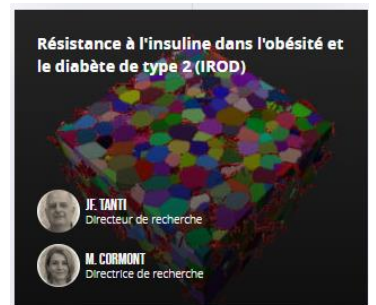 Résistance à l'insuline dans l'obésité et
le diabète de type 2 (IROD)
JF. TANTI
Directeur de recherche
M. CORMONT
Directrice de recherche